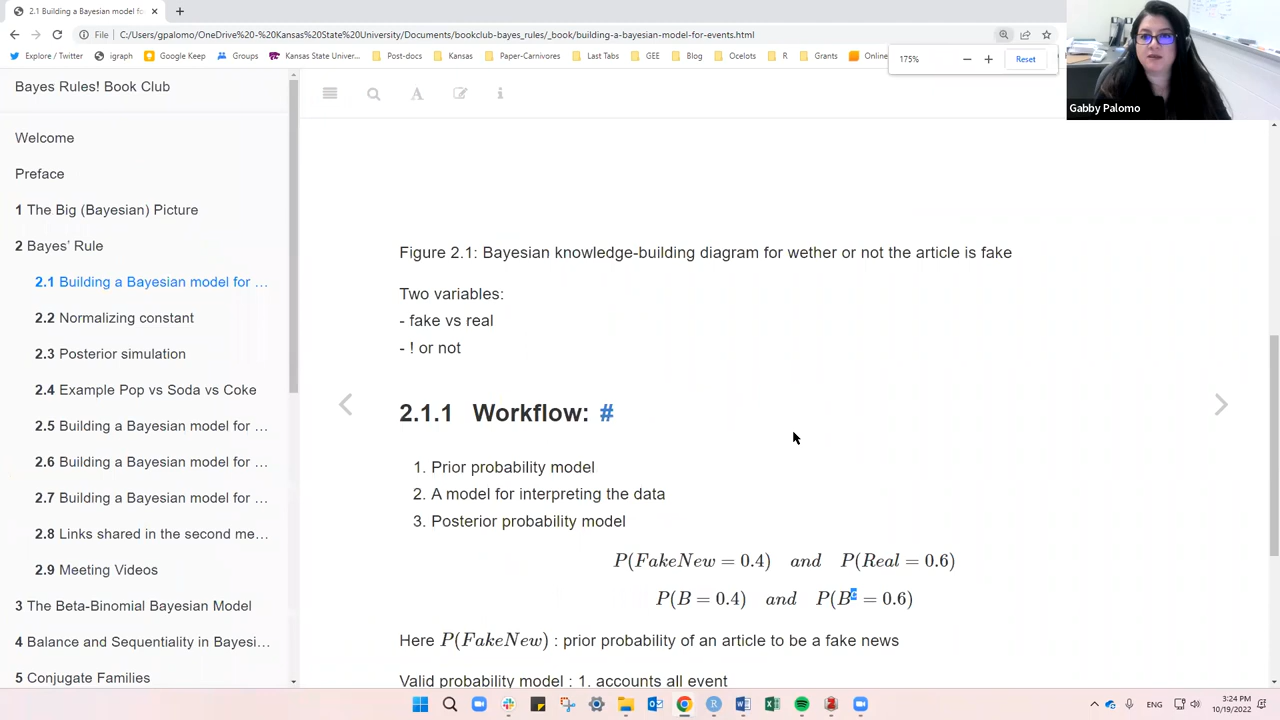 2.1 Building a Bayesian model for
File
C:/Users/gpalomo/OneDrive%20-%20Kansas%20State%20University/Documents/bookclub-bayes_rules/_book/building-a-bayesian-model-for-events.html
Explore / Twitter
igraph
Google Keep
Groups
Kansas State Univer...
Post-docs
Kansas
Paper-Carnivores
Last Tabs
GEE
Blog
Ocelots
R
Grants
Online
175%
Reset
Gabby Palomo
Bayes Rules! Book Club
Welcome
Preface
1 The Big (Bayesian) Picture
2 Bayes' Rule
2.1 Building a Bayesian model for ...
2.2 Normalizing constant
2.3 Posterior simulation
2.4 Example Pop vs Soda vs Coke
2.5 Building a Bayesian model for ...
2.6 Building a Bayesian model for ...
2.7 Building a Bayesian model for ...
2.8 Links shared in the second me...
2.9 Meeting Videos
3 The Beta-Binomial Bayesian Model
4 Balance and Sequentiality in Bayesi...
5 Conjugate Families
Figure 2.1: Bayesian knowledge-building diagram for wether or not the article is fake
Two variables:
- fake vs real
- ! or not
2.1.1 Workflow: #
1. Prior probability model
2. A model for interpreting the data
3. Posterior probability model
P(FakeNew = 0.4) and P(Real = 0.6)
P(B = 0.4) and P(B^c = 0.6)
Here P(FakeNew) : prior probability of an article to be a fake news
Valid probability model : 1. accounts all event
ENG
3:24 PM
10/19/2022